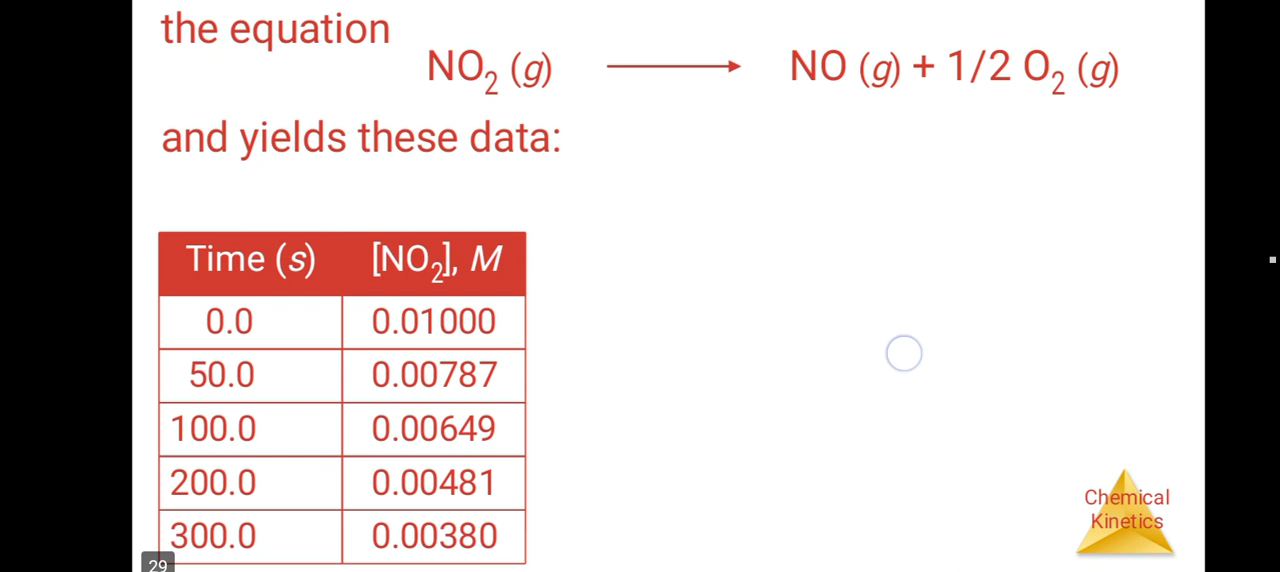 the equation
NO₂ (g) ⟶ NO (g) + 1/2 O₂ (g)
and yields these data:
Time (s) [NO₂], M
0.0 0.01000
50.0 0.00787
100.0 0.00649
200.0 0.00481
300.0 0.00380
Chemical
Kinetics
29